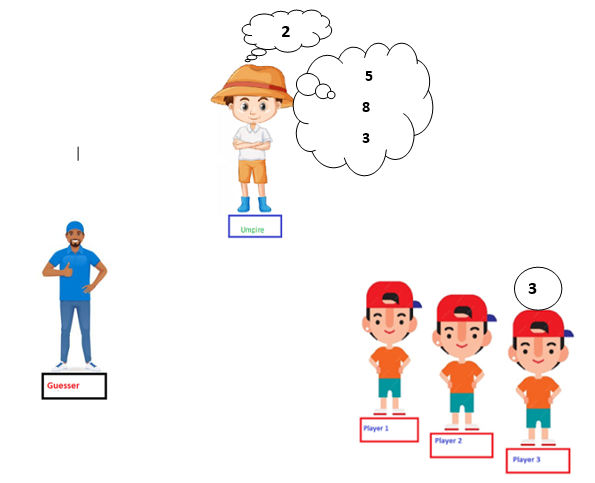 2
5
8
3
Umpire
3
Guesser
Player 1
Player 2
Player 3